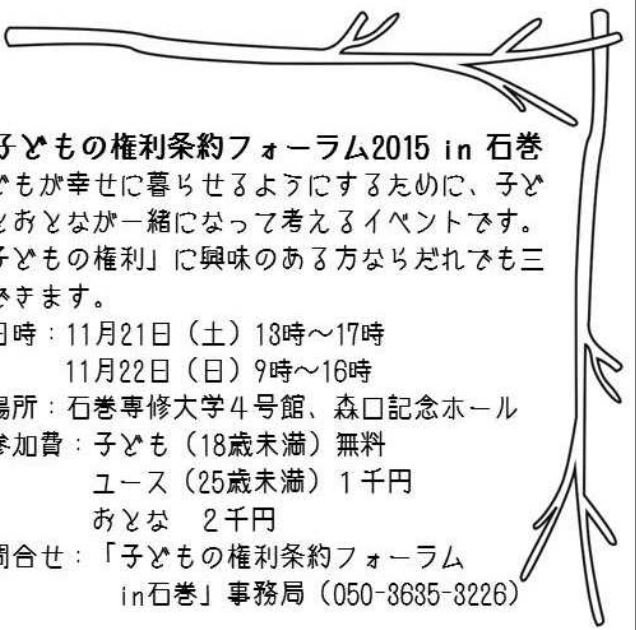 子どもの権利条約フォーラム2015 in 石巻
どもが幸せに暮らせるようにするために、子ど
とおとなが一緒になって考えるイベントです。
子どもの権利」に興味のある方ならだれでも三
できます。
日時：11月21日（土）13時～17時
11月22日（日）9時～16時
場所：石巻専修大学４号館、森口記念ホール
参加費：子ども（18歳未満）無料
ユース（25歳未満）１千円
おとな　２千円
問合せ：「子どもの権利条約フォーラム
in石巻」事務局（050-3635-3226）